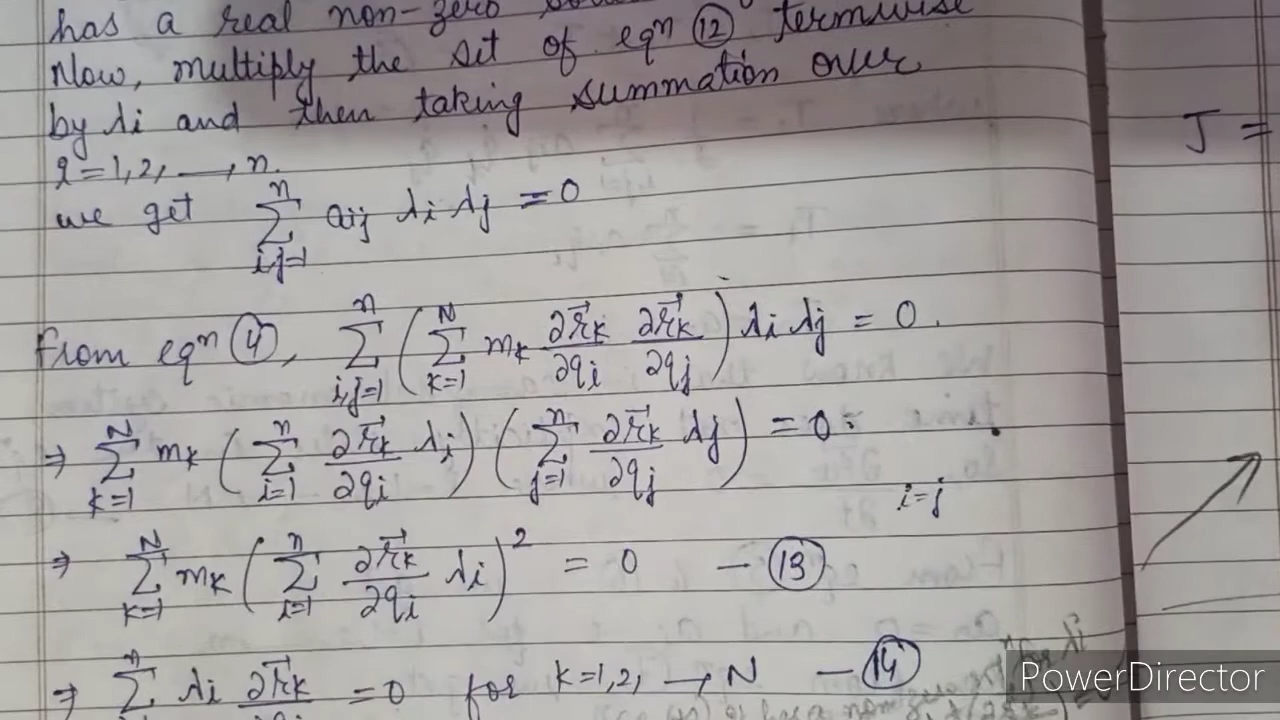 has a real non-zero
Now, multiply the set of eqn ⑫ termwise
by λi and then taking summation over
i=1,2, —, n.
we get ∑_{i,j=1}^{n} aij λi λj = 0
From eqn ④, ∑_{i,j=1}^{n} ( ∑_{k=1}^{N} mk ∂r⃗k/∂qi ∂r⃗k/∂qj ) λi λj = 0.
⇒ ∑_{k=1}^{N} mk ( ∑_{i=1}^{n} ∂r⃗k/∂qi λi ) ( ∑_{j=1}^{n} ∂r⃗k/∂qj λj ) = 0
i=j
⇒ ∑_{k=1}^{N} mk ( ∑_{i=1}^{n} ∂r⃗k/∂qi λi )² = 0 — ⑬
⇒ ∑^{n} λi ∂r⃗k/∂qi = 0 for k=1,2, → N — ⑭
J =
PowerDirector